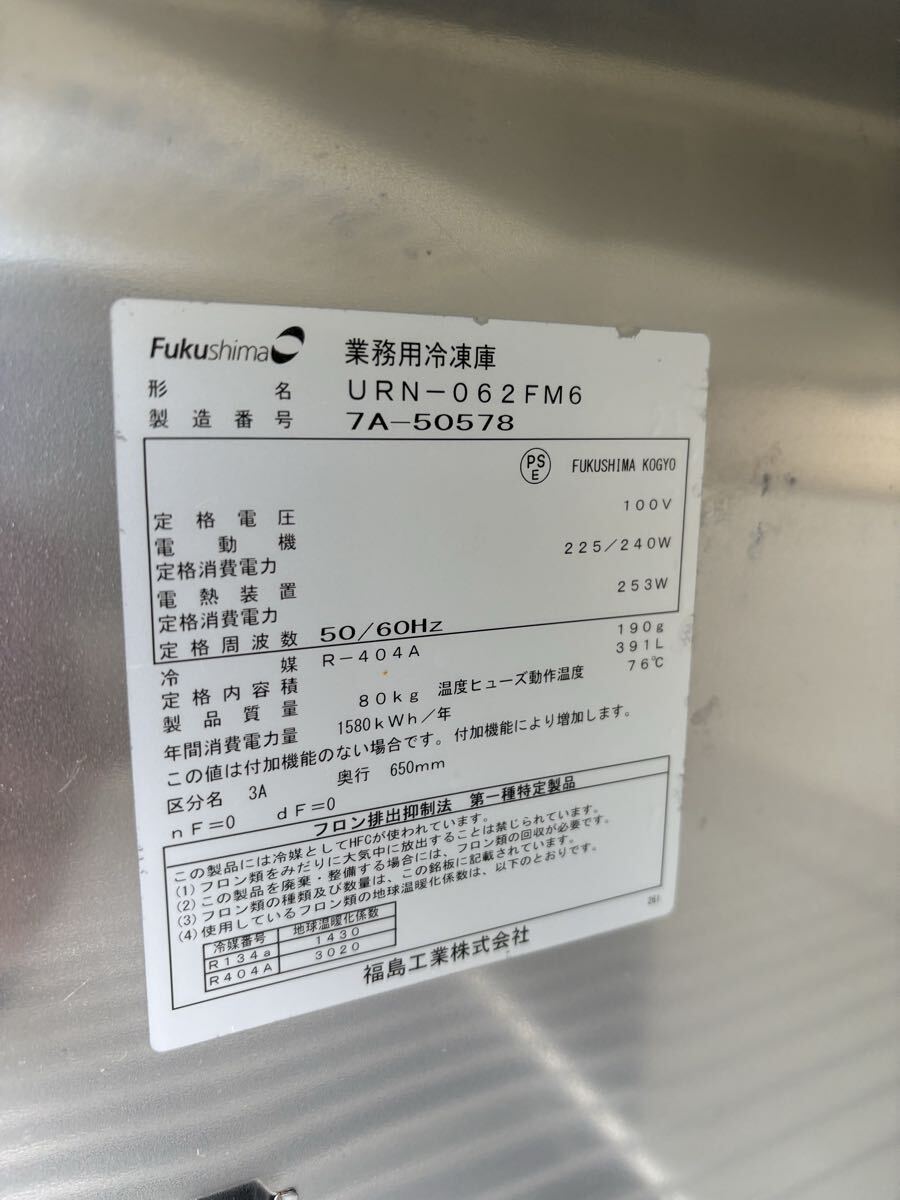 Fukushima 業務用冷凍庫
形名 URN-062FM6
製造番号 7A-50578
PSE FUKUSHIMA KOGYO
定格電圧 100V
電動機
定格消費電力 225/240W
電熱装置
定格消費電力 253W
定格周波数 50/60Hz
冷媒 R-404A 190g
定格内容積 391L
製品質量 80kg 温度ヒューズ動作温度 76℃
年間消費電力量 1580kWh/年
この値は付加機能のない場合です。付加機能により増加します。
区分名 3A 奥行 650mm
nF=0 dF=0
フロン排出抑制法 第一種特定製品
この製品には冷媒としてHFCが使われています。
(1) フロン類をみだりに大気中に放出することは禁じられています。
(2) この製品を廃棄・整備する場合には、フロン類の回収が必要です。
(3) フロン類の種類及び数量は、この銘板に記載されています。
(4) 使用しているフロン類の地球温暖化係数は、以下のとおりです。
冷媒番号 地球温暖化係数
R134a 1430
R404A 3020
261
福島工業株式会社